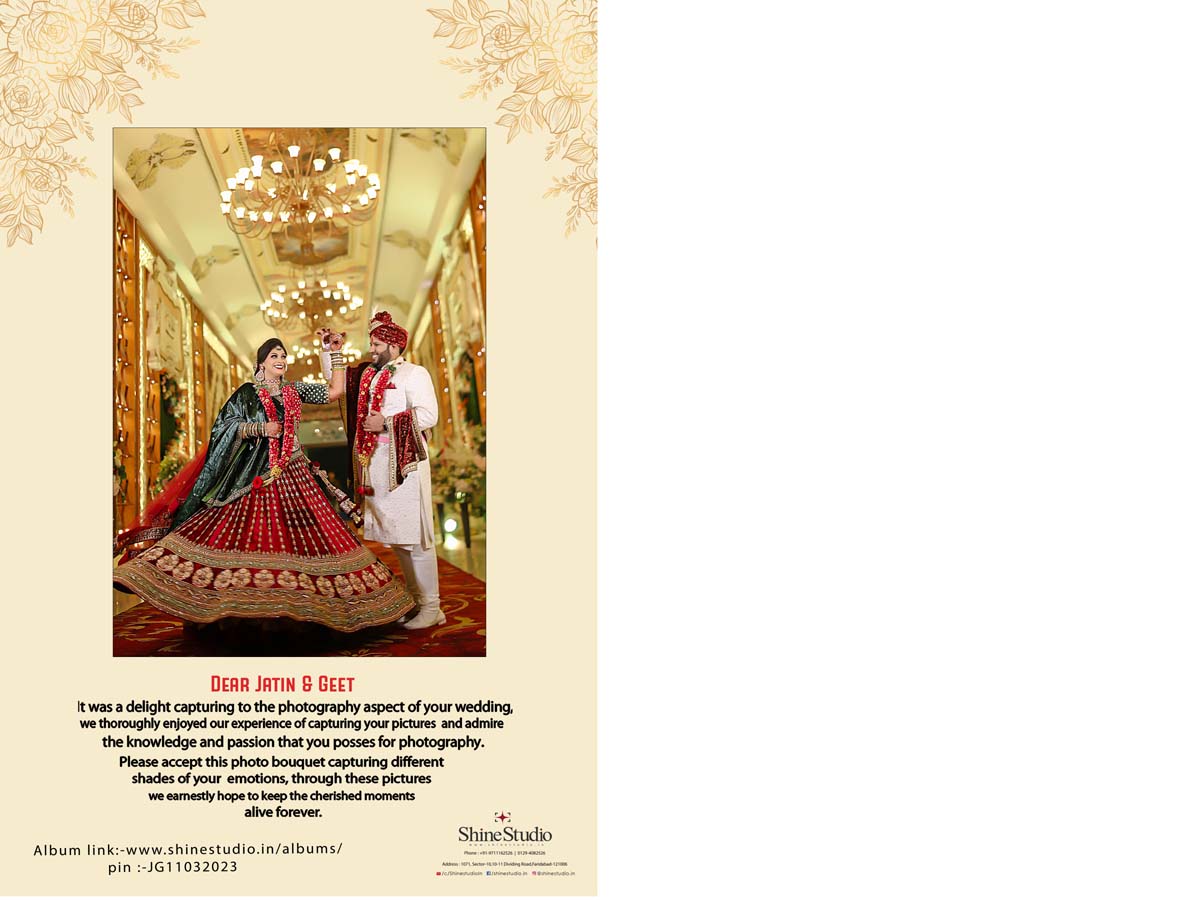 Dear Jatin & Geet
It was a delight capturing to the photography aspect of your wedding,
we thoroughly enjoyed our experience of capturing your pictures and admire
the knowledge and passion that you posses for photography.
Please accept this photo bouquet capturing different
shades of your emotions, through these pictures
we earnestly hope to keep the cherished moments
alive forever.
Album link:-www.shinestudio.in/albums/
pin :-JG11032023
ShineStudio
www.shinestudio.in
Phone : +91-9711162526 | 0129-4082526
Address : 1071, Sector-10,10-11 Dividing Road,Faridabad-121006
/c/Shinestudioin /shinestudio.in @shinestudio.in